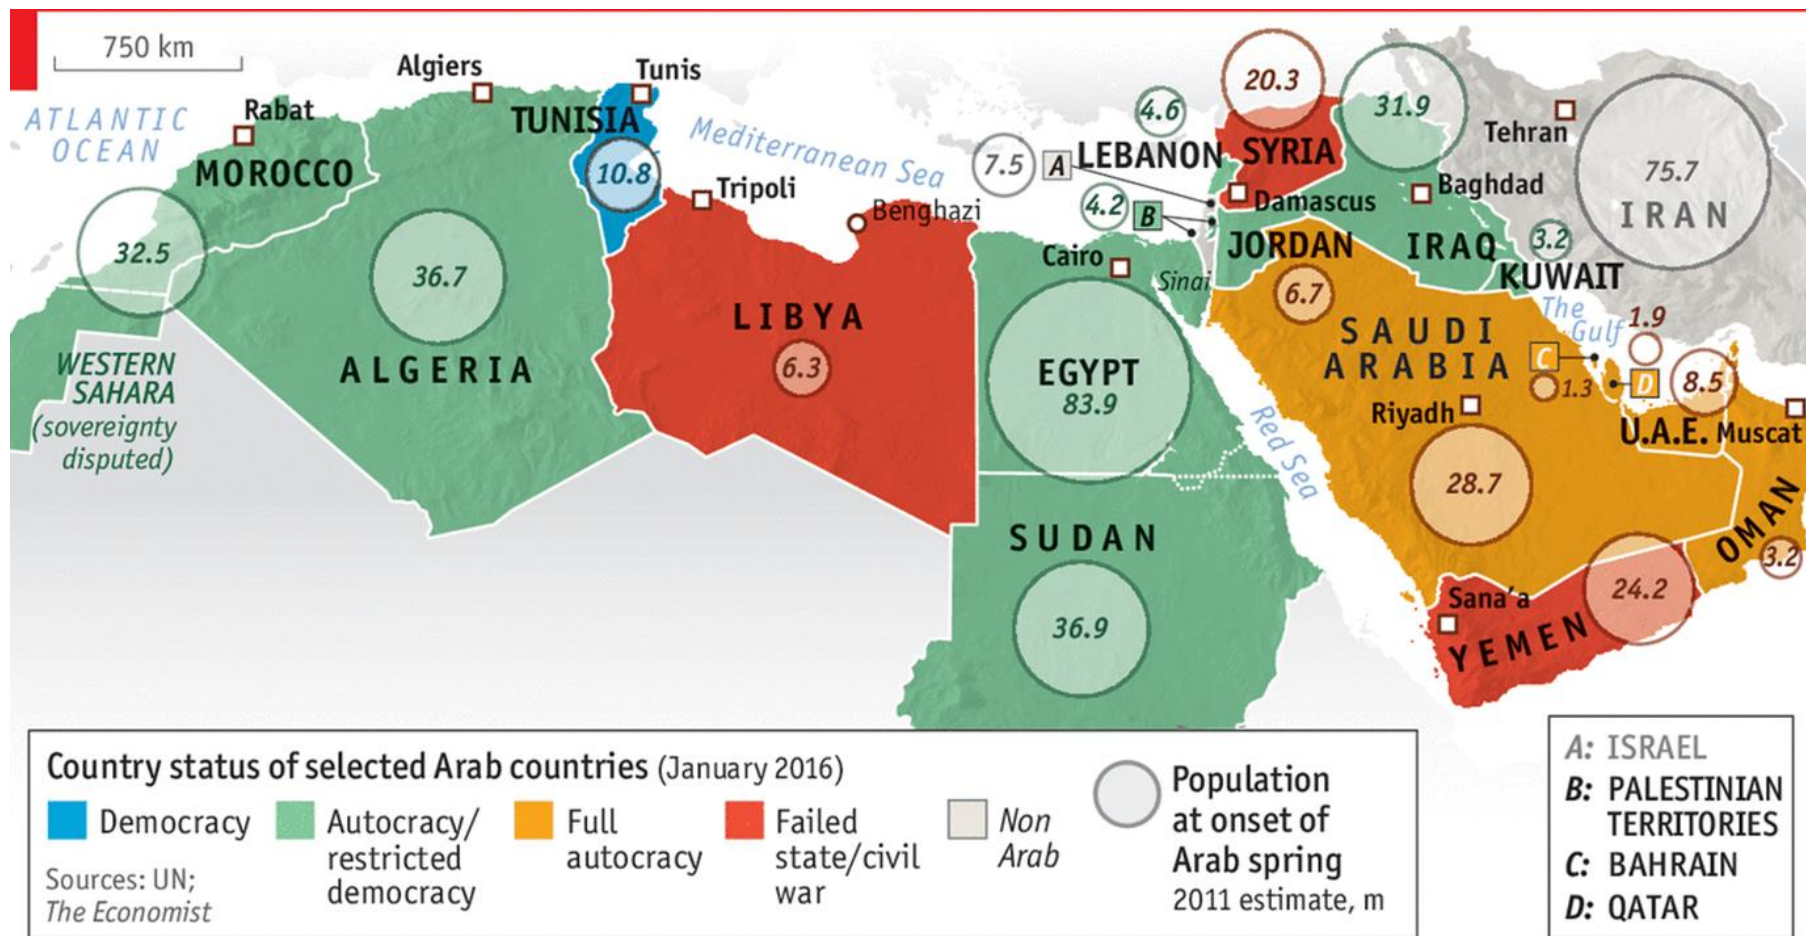 750 km
ATLANTIC
OCEAN
Rabat
MOROCCO
32.5
WESTERN
SAHARA
(sovereignty
disputed)
Algiers
36.7
ALGERIA
Tunis
TUNISIA
10.8
Mediterranean Sea
Tripoli
Benghazi
LIBYA
6.3
7.5
A
4.6
LEBANON
4.2
B
20.3
SYRIA
Damascus
31.9
Baghdad
IRAQ
JORDAN
6.7
Cairo
Sinai
EGYPT
83.9
Red Sea
SUDAN
36.9
Tehran
75.7
IRAN
3.2
KUWAIT
The
Gulf
1.9
C
1.3
D
8.5
U.A.E.
Muscat
SAUDI
ARABIA
Riyadh
28.7
OMAN
3.2
Sana'a
24.2
YEMEN
Country status of selected Arab countries (January 2016)
Democracy
Autocracy/
restricted
democracy
Full
autocracy
Failed
state/civil
war
Non
Arab
Population
at onset of
Arab spring
2011 estimate, m
Sources: UN;
The Economist
A: ISRAEL
B: PALESTINIAN
TERRITORIES
C: BAHRAIN
D: QATAR